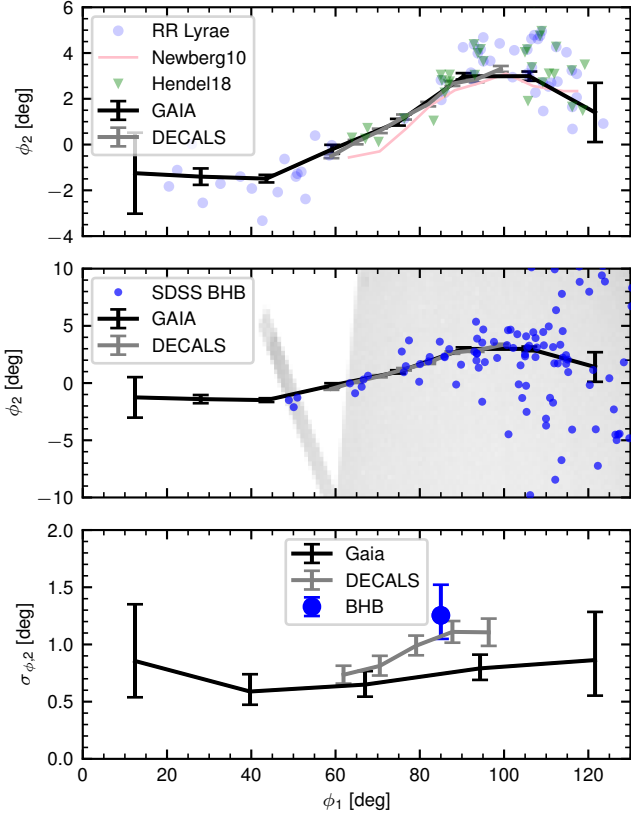 6
4
2
0
−2
−4
ϕ2 [deg]
RR Lyrae
Newberg10
Hendel18
GAIA
DECALS
10
5
0
−5
−10
ϕ2 [deg]
SDSS BHB
GAIA
DECALS
2.0
1.5
1.0
0.5
0.0
σϕ,2 [deg]
Gaia
DECALS
BHB
0 20 40 60 80 100 120
ϕ1 [deg]